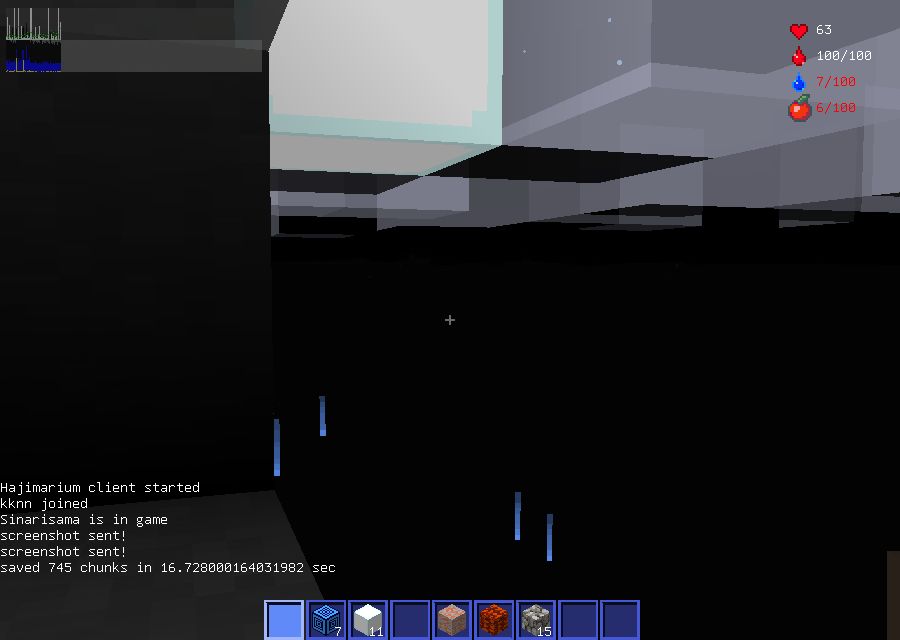 63
100/100
7/100
6/100
Hajimarium client started
kknn joined
Sinarisama is in game
screenshot sent!
screenshot sent!
saved 745 chunks in 16.728000164031982 sec
7 11 15